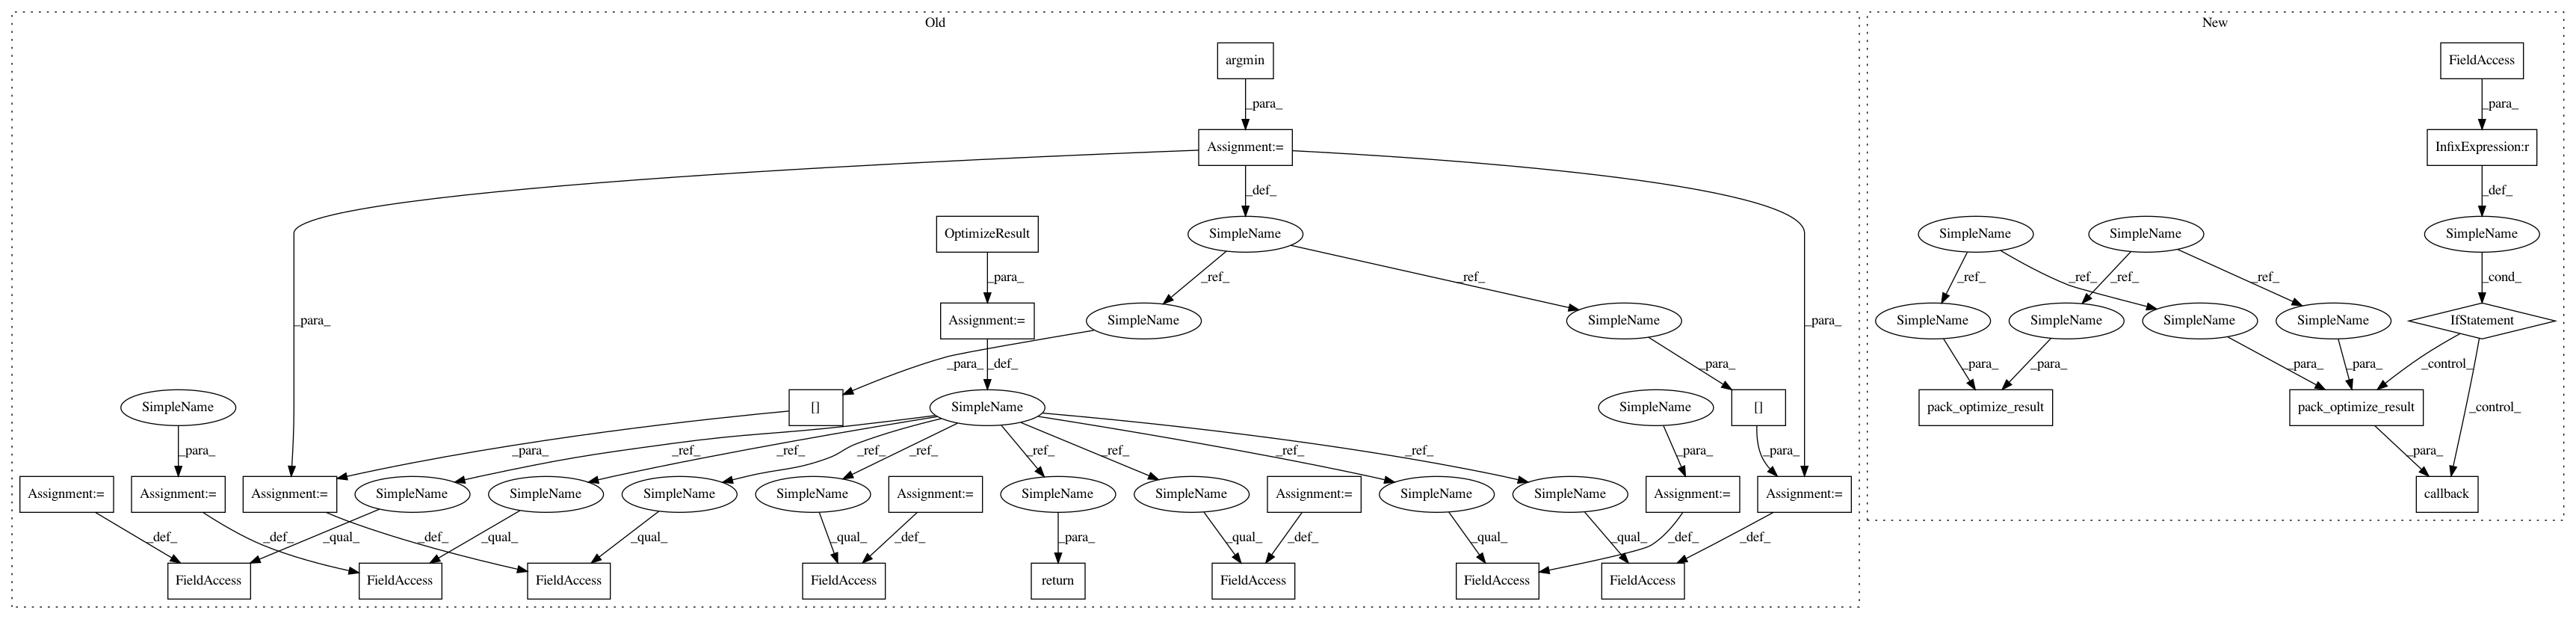 Old
New
argmin
FieldAccess
_para_
_para_
Assignment:=
InfixExpression:r
_def_
_def_
OptimizeResult
SimpleName
SimpleName
SimpleName
SimpleName
_para_
_ref_
_ref_
_ref_
_ref_
_ref_
_ref_
_cond_
_para_
Assignment:=
SimpleName
SimpleName
_para_
SimpleName
SimpleName
SimpleName
SimpleName
IfStatement
_para_
_def_
_para_
_para_
_para_
_para_
_para_
_control_
SimpleName
[]
SimpleName
SimpleName
[]
pack_optimize_result
pack_optimize_result
_control_
_para_
_para_
_ref_
_ref_
_ref_
_ref_
_ref_
_ref_
_ref_
_ref_
_para_
_para_
_para_
Assignment:=
Assignment:=
Assignment:=
SimpleName
SimpleName
SimpleName
SimpleName
Assignment:=
SimpleName
SimpleName
Assignment:=
SimpleName
SimpleName
Assignment:=
Assignment:=
callback
_def_
_qual_
_def_
_qual_
_def_
_qual_
_qual_
_def_
_para_
_qual_
_def_
_qual_
_def_
_qual_
_def_
FieldAccess
FieldAccess
FieldAccess
FieldAccess
return
FieldAccess
FieldAccess
FieldAccess